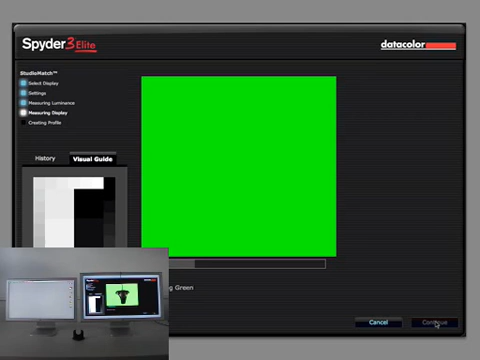 Spyder3Elite
datacolor
StudioMatch™
Select Display
Settings
Measuring Luminance
Measuring Display
Creating Profile
History
Visual Guide
g Green
Cancel
Continue